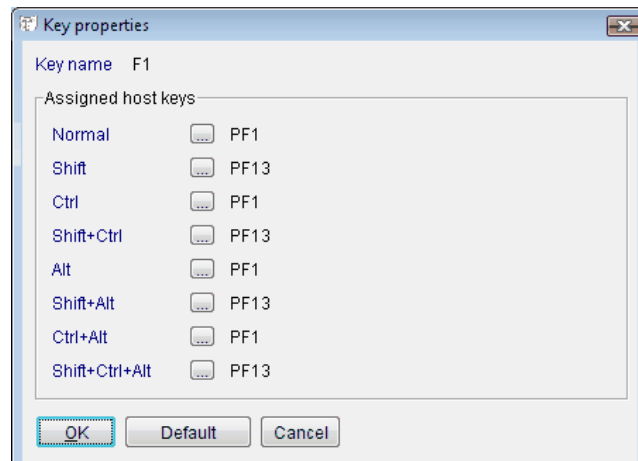 Key properties
Key name F1
Assigned host keys
Normal ... PF1
Shift ... PF13
Ctrl ... PF1
Shift+Ctrl ... PF13
Alt ... PF1
Shift+Alt ... PF13
Ctrl+Alt ... PF1
Shift+Ctrl+Alt ... PF13
OK Default Cancel